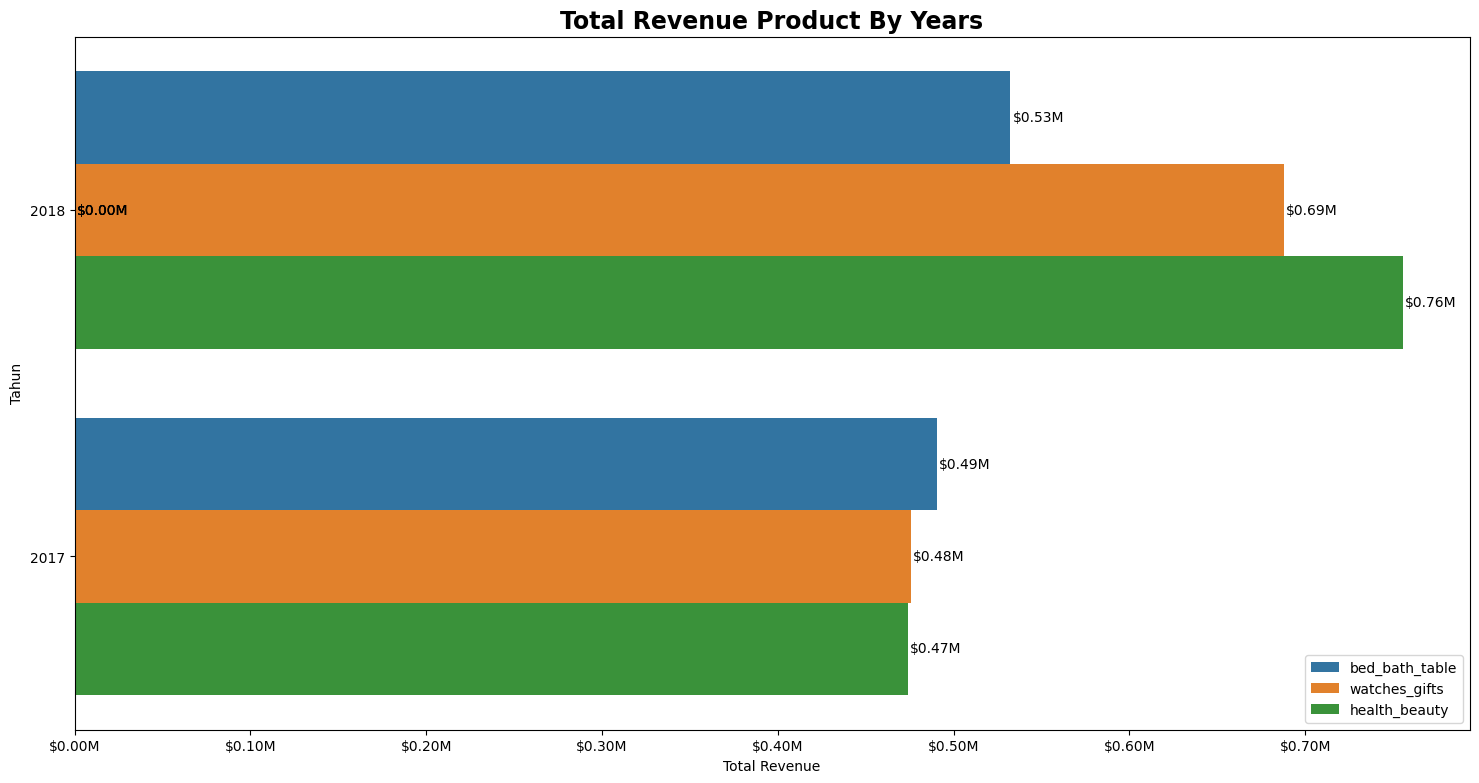 Total Revenue Product By Years
$0.53M
2018
$0.00M
$0.69M
$0.76M
Tahun
$0.49M
2017
$0.48M
$0.47M
bed_bath_table
watches_gifts
health_beauty
$0.00M
$0.10M
$0.20M
$0.30M
$0.40M
$0.50M
$0.60M
$0.70M
Total Revenue